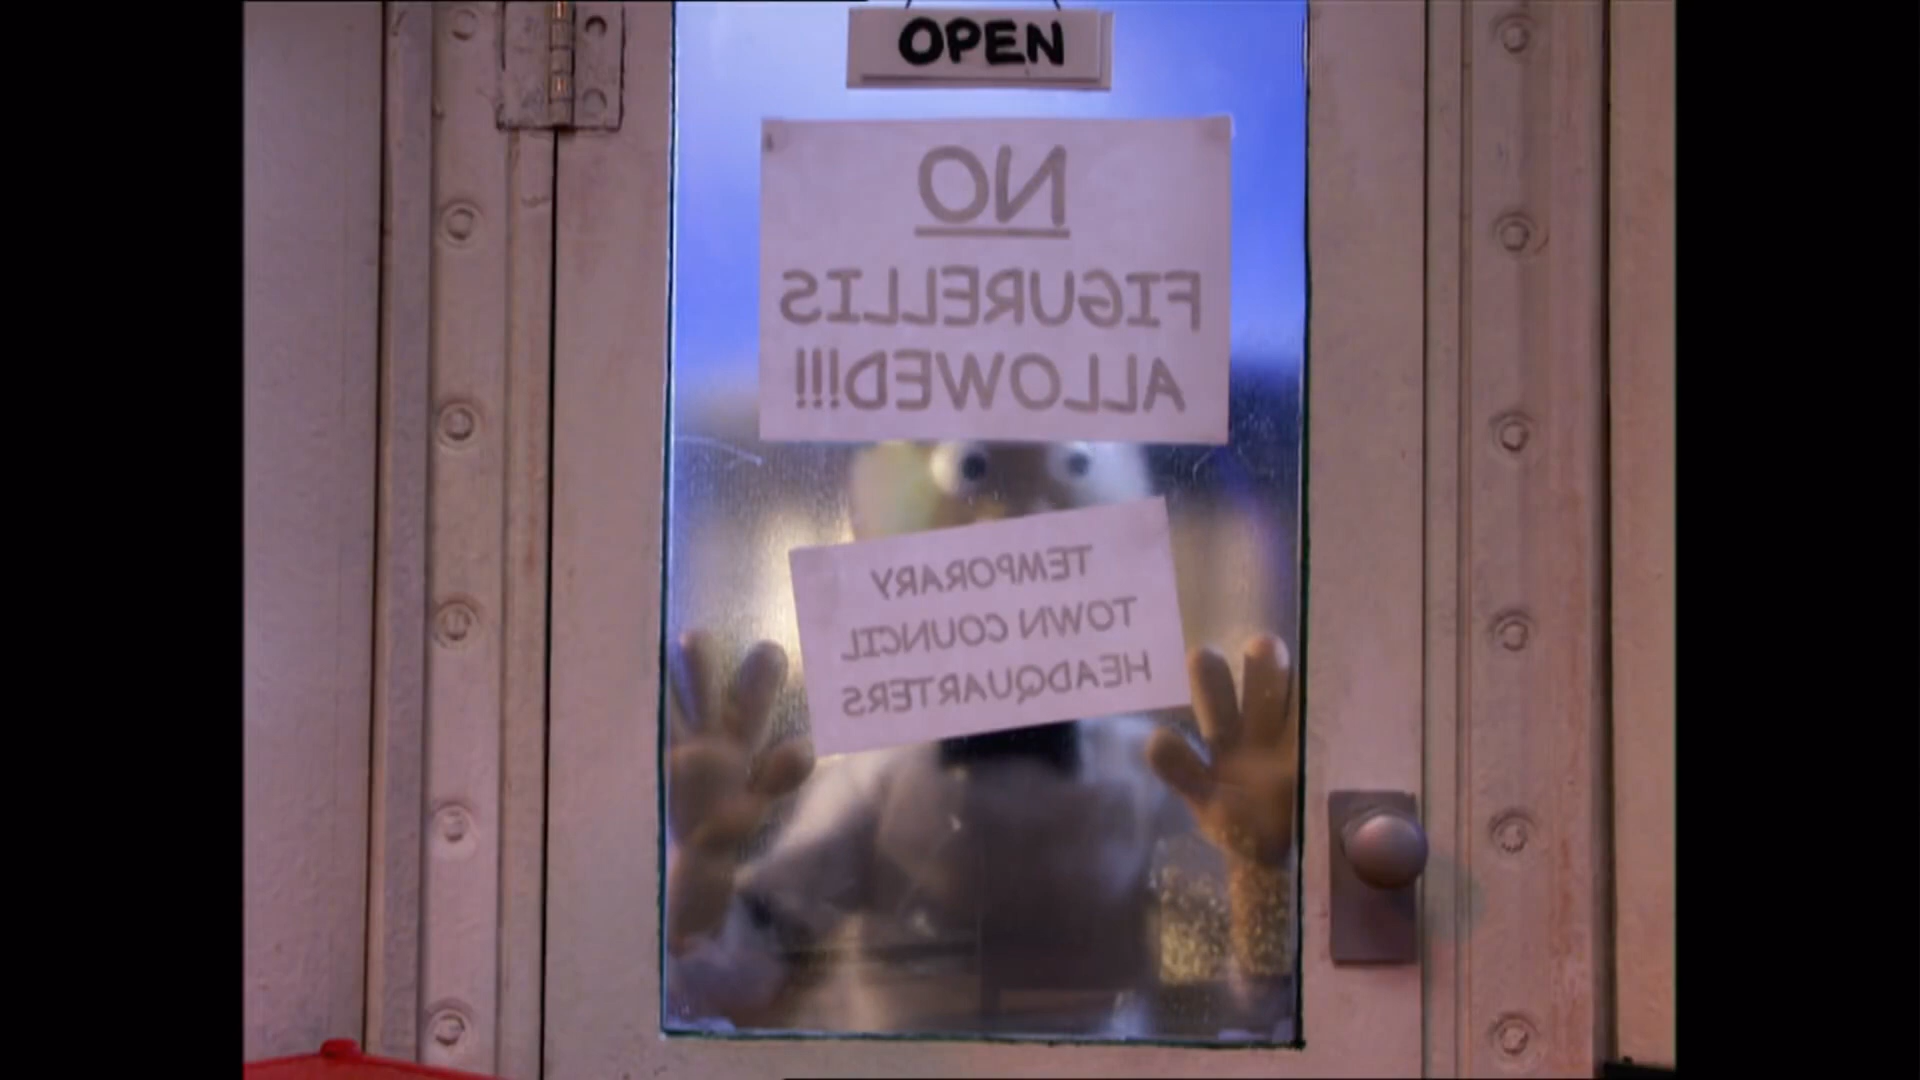 OPEN
NO
FIGURELLIS
ALLOWED!!!
TEMPORARY
TOWN COUNCIL
HEADQUARTERS